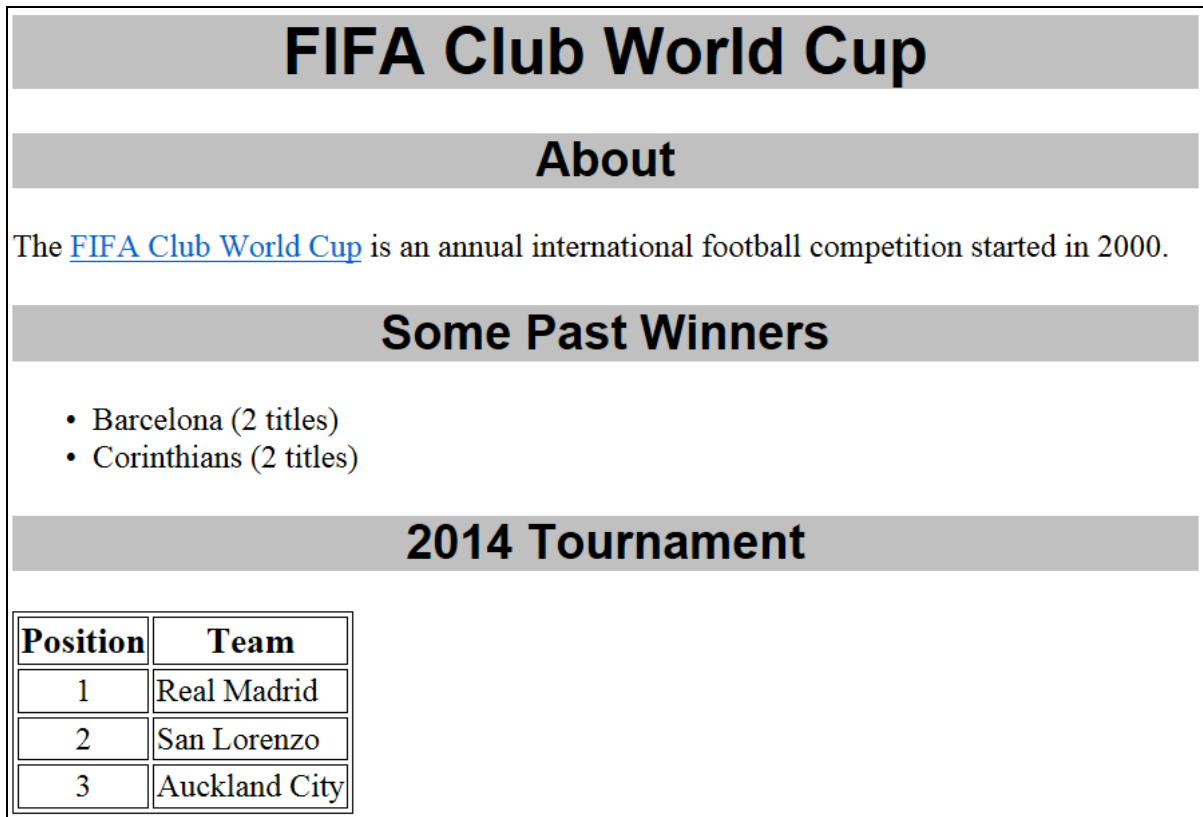 FIFA Club World Cup
About
The FIFA Club World Cup is an annual international football competition started in 2000.
Some Past Winners
• Barcelona (2 titles)
• Corinthians (2 titles)
2014 Tournament
Position Team
1 Real Madrid
2 San Lorenzo
3 Auckland City